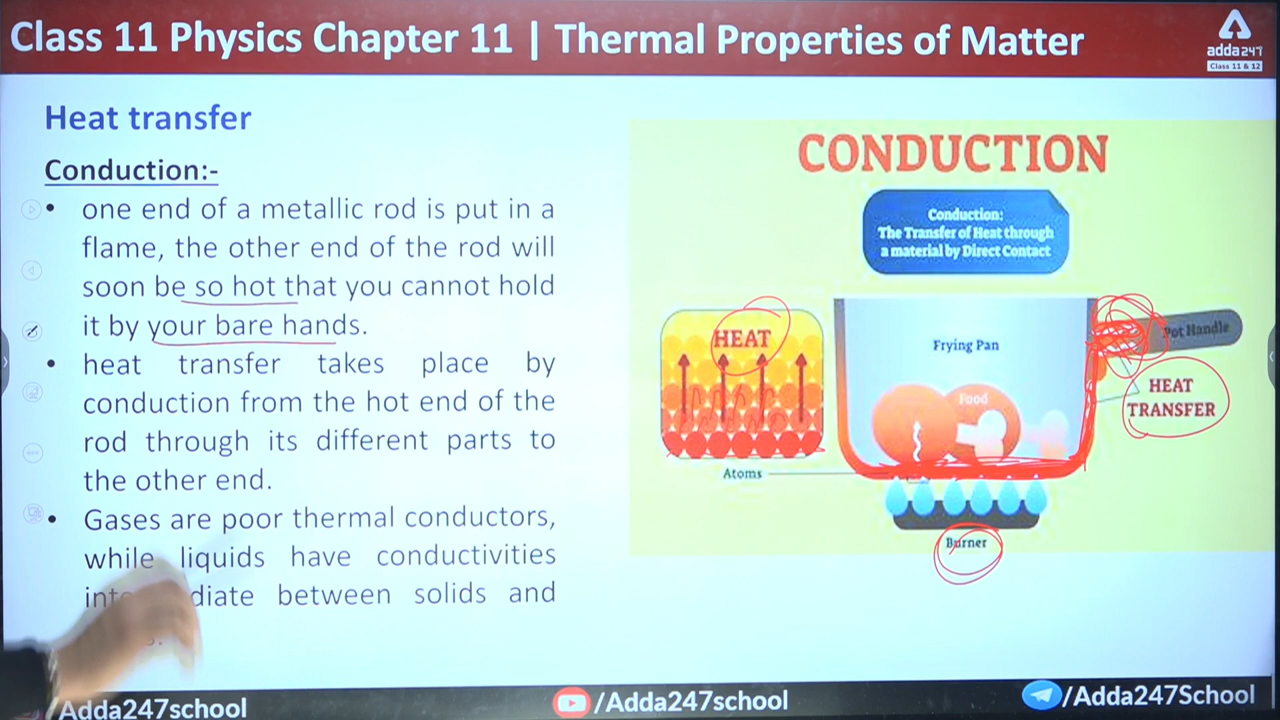 Class 11 Physics Chapter 11 | Thermal Properties of Matter
adda247
Class 11 & 12
Heat transfer
Conduction:-
• one end of a metallic rod is put in a
flame, the other end of the rod will
soon be so hot that you cannot hold
it by your bare hands.
• heat transfer takes place by
conduction from the hot end of the
rod through its different parts to
the other end.
• Gases are poor thermal conductors,
while liquids have conductivities
between solids and
CONDUCTION
Conduction:
The Transfer of Heat through
a material by Direct Contact
HEAT
Frying Pan
Pot Handle
HEAT
TRANSFER
Food
Atoms
Burner
/Adda247school
/Adda247school
/Adda247School